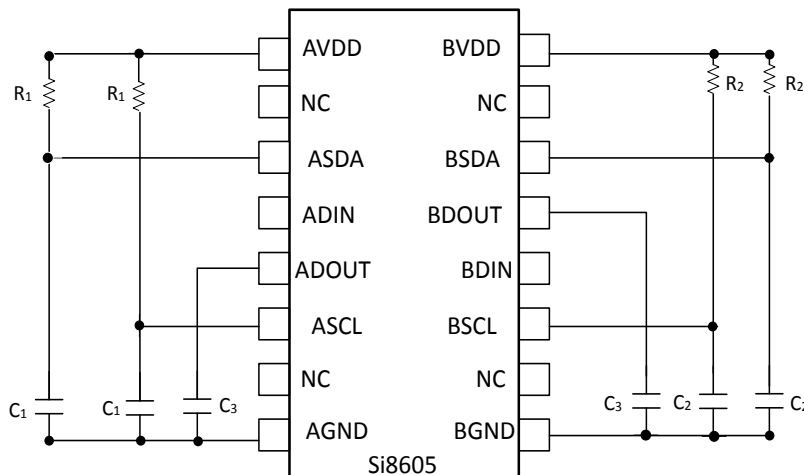 AVDD BVDD
R1 R1 R2 R2
NC NC
ASDA BSDA
ADIN BDOUT
ADOUT BDIN
ASCL BSCL
NC NC
C1 C1 C3 C3 C2 C2
AGND BGND
Si8605